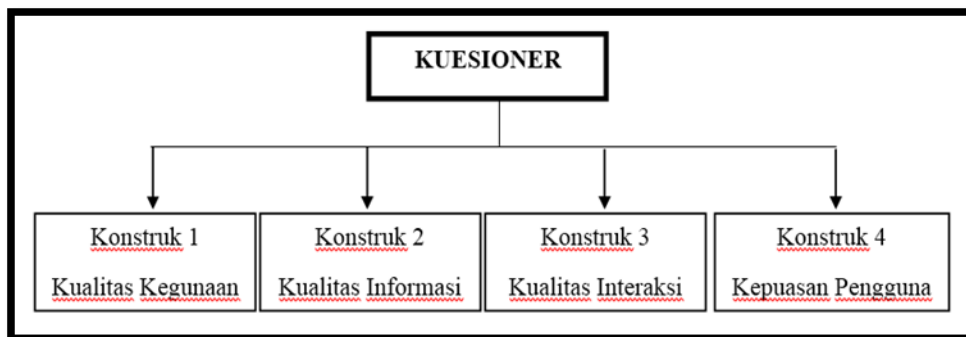 KUESIONER
Konstruk 1
Kualitas Kegunaan
Konstruk 2
Kualitas Informasi
Konstruk 3
Kualitas Interaksi
Konstruk 4
Kepuasan Pengguna